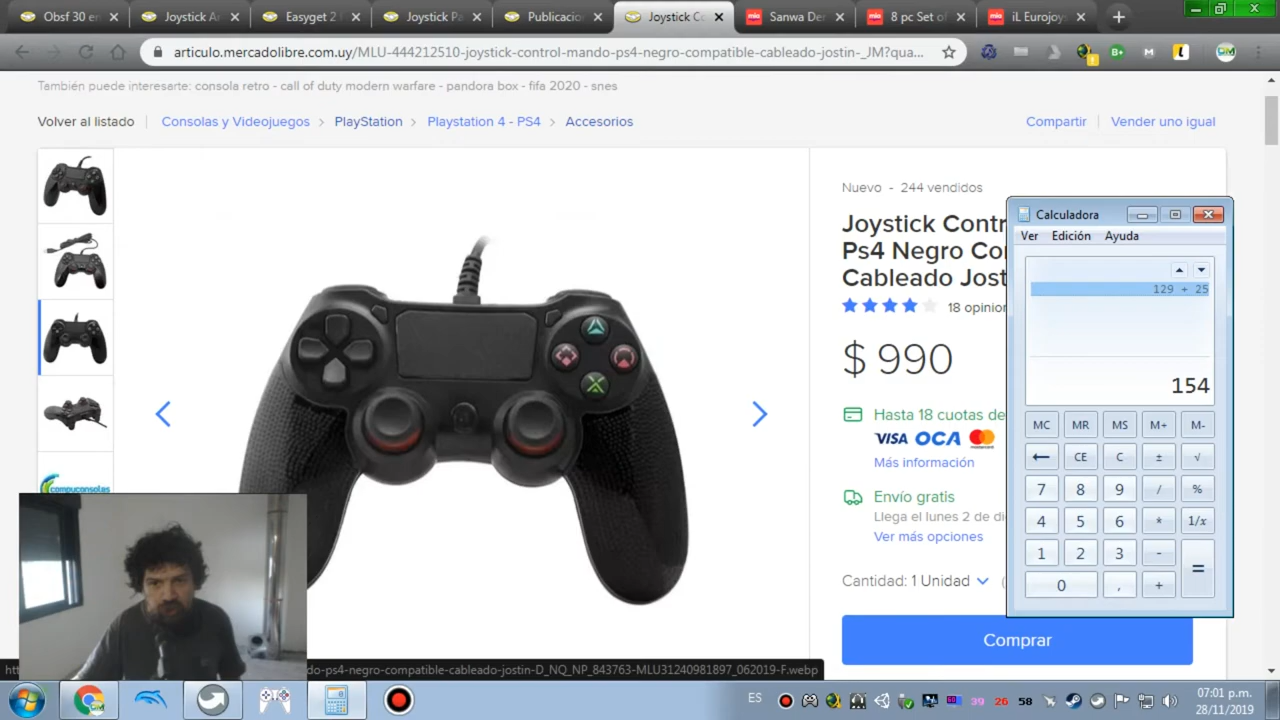 Obsf 30 en
Joystick Ar
Easyget 2
Joystick Pa
Publicacion
Joystick Co
Sanwa Der
8 pc Set of
iL Eurojoys
articulo.mercadolibre.com.uy/MLU-444212510-joystick-control-mando-ps4-negro-compatible-cableado-jostin-_JM?qua...
También puede interesarte: consola retro - call of duty modern warfare - pandora box - fifa 2020 - snes
Volver al listado
Consolas y Videojuegos > PlayStation > Playstation 4 - PS4 > Accesorios
Compartir
Vender uno igual
Nuevo - 244 vendidos
Joystick Contr
Ps4 Negro Co
Cableado Jost
18 opinion
$ 990
Hasta 18 cuotas de
VISA OCA
Más información
Envío gratis
Llega el lunes 2 de di
Ver más opciones
Cantidad: 1 Unidad
Comprar
compuconsolas
Calculadora
Ver Edición Ayuda
129 + 25
154
MC MR MS M+ M-
← CE C ± √
7 8 9 / %
4 5 6 * 1/x
1 2 3 - =
0 , +
do-ps4-negro-compatible-cableado-jostin-D_NQ_NP_843763-MLU31240981897_062019-F.webp
ES
39 26 58
07:01 p.m.
28/11/2019